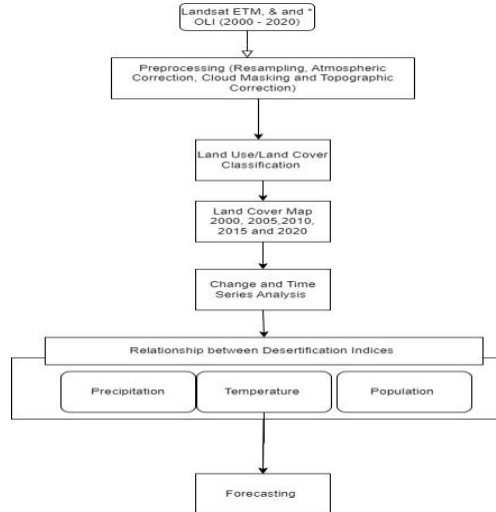 Landsat ETM, & and *
OLI (2000 - 2020)
Preprocessing (Resampling, Atmospheric
Correction, Cloud Masking and Topographic
Correction)
Land Use/Land Cover
Classification
Land Cover Map
2000, 2005,2010,
2015 and 2020
Change and Time
Series Analysis
Relationship between Desertification Indices
Precipitation
Temperature
Population
Forecasting